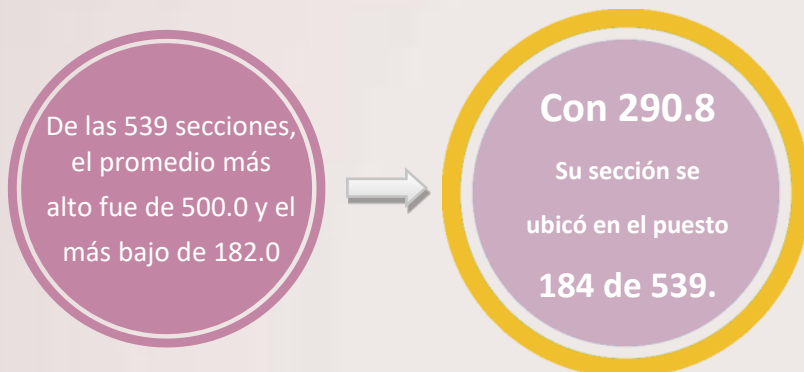 De las 539 secciones,
el promedio más
alto fue de 500.0 y el
más bajo de 182.0
Con 290.8
Su sección se
ubicó en el puesto
184 de 539.